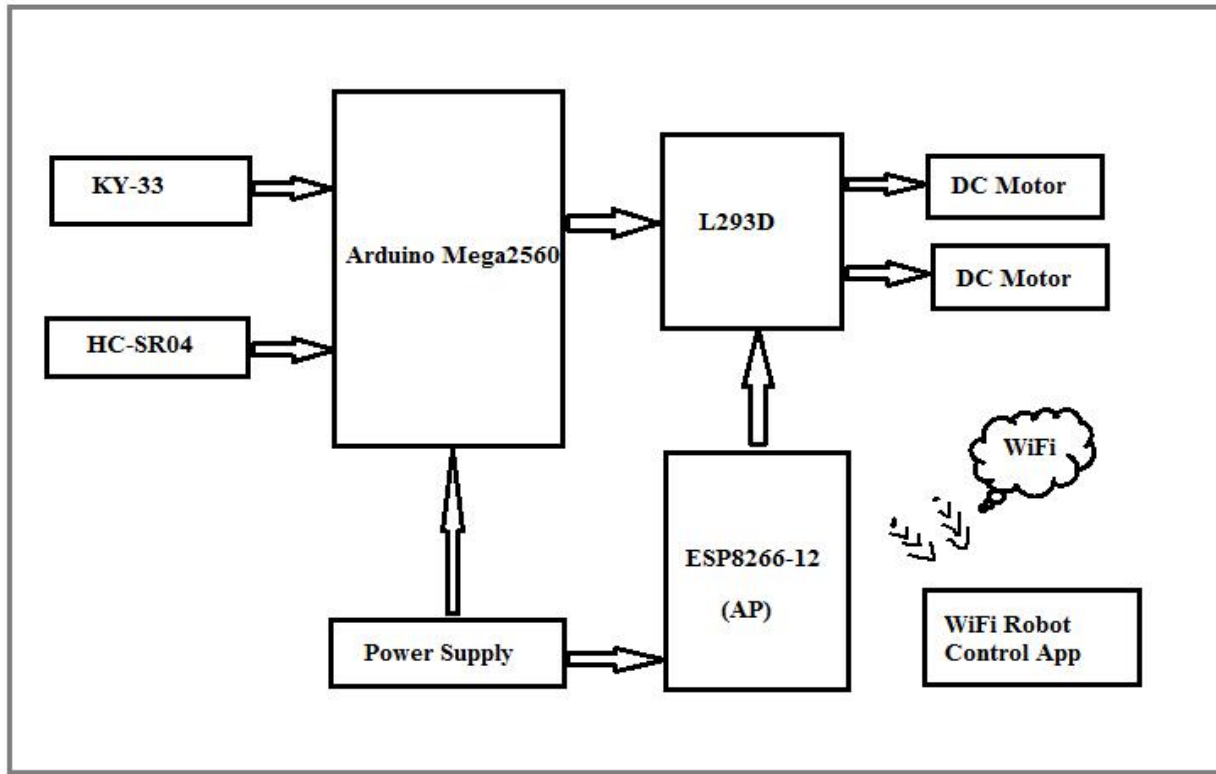 KY-33
HC-SR04
Arduino Mega2560
L293D
DC Motor
DC Motor
Power Supply
ESP8266-12
(AP)
WiFi
WiFi Robot
Control App